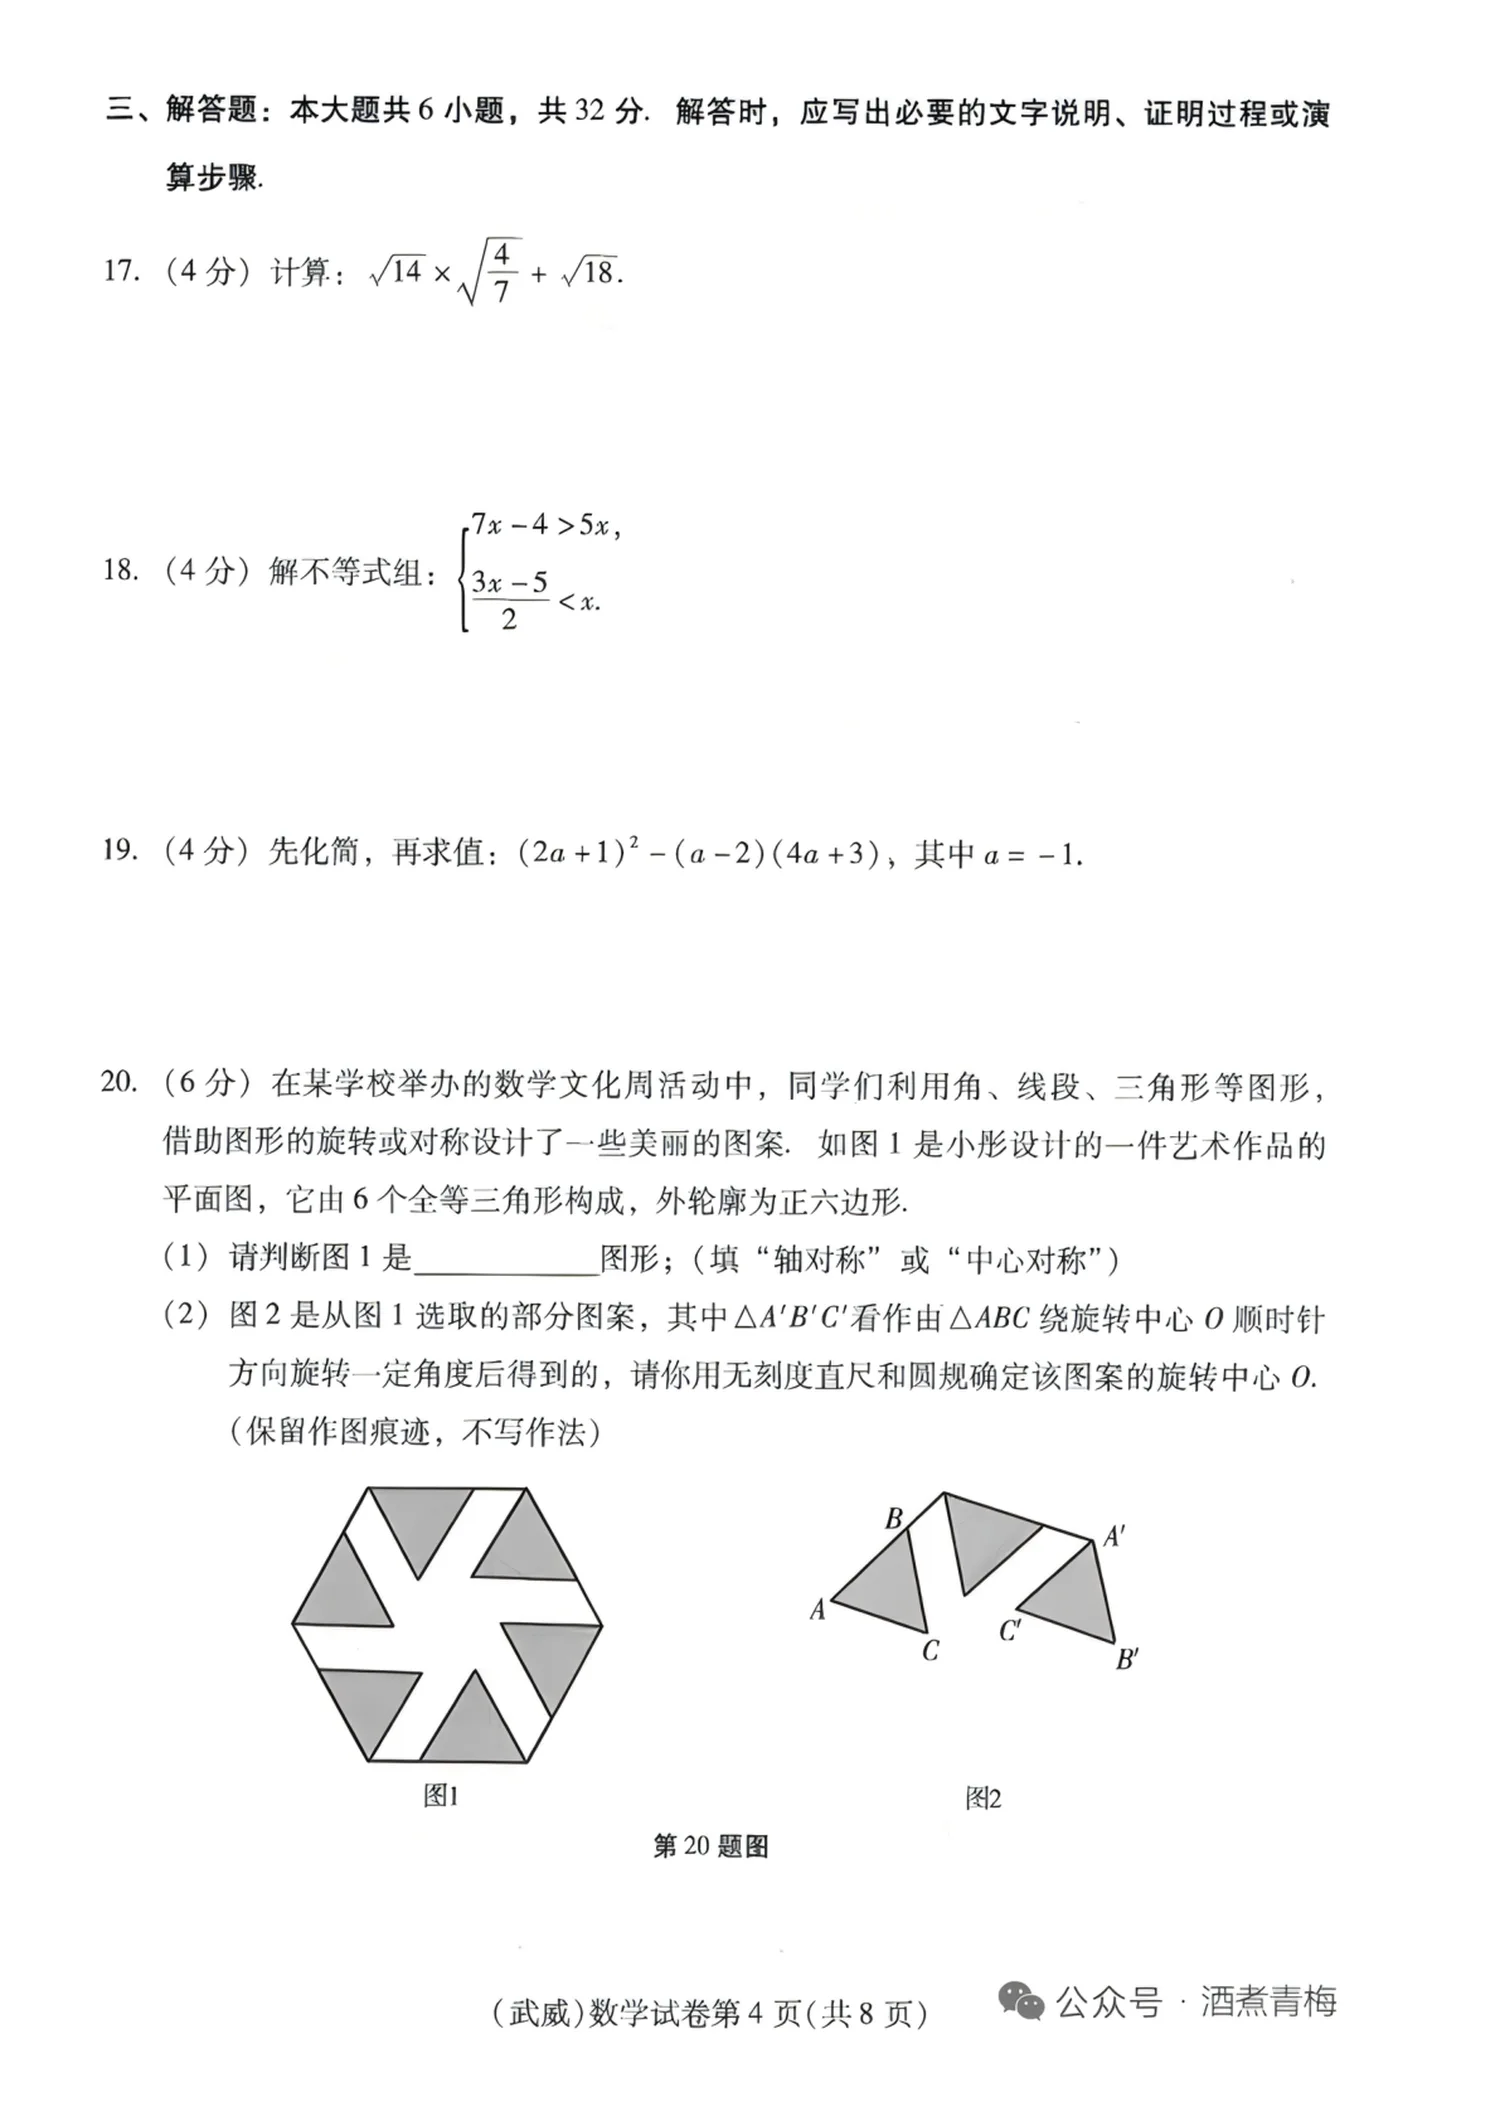 三、解答题：本大题共 6 小题，共 32 分. 解答时，应写出必要的文字说明、证明过程或演
算步骤.
17. （4 分）计算：√14 × √(4/7) + √18.
18. （4 分）解不等式组：{7x－4＞5x，
(3x－5)/2＜x.
19. （4 分）先化简，再求值：(2a+1)²－(a－2)(4a+3)，其中 a=－1.
20. （6 分）在某学校举办的数学文化周活动中，同学们利用角、线段、三角形等图形，
借助图形的旋转或对称设计了一些美丽的图案. 如图 1 是小彤设计的一件艺术作品的
平面图，它由 6 个全等三角形构成，外轮廓为正六边形.
（1）请判断图 1 是____________图形；（填“轴对称”或“中心对称”）
（2）图 2 是从图 1 选取的部分图案，其中△A′B′C′看作由△ABC 绕旋转中心 O 顺时针
方向旋转一定角度后得到的，请你用无刻度直尺和圆规确定该图案的旋转中心 O.
（保留作图痕迹，不写作法）
B
A′
A
C
C′
B′
图1
图2
第 20 题图
（武威）数学试卷第 4 页（共 8 页）
公众号 · 酒煮青梅